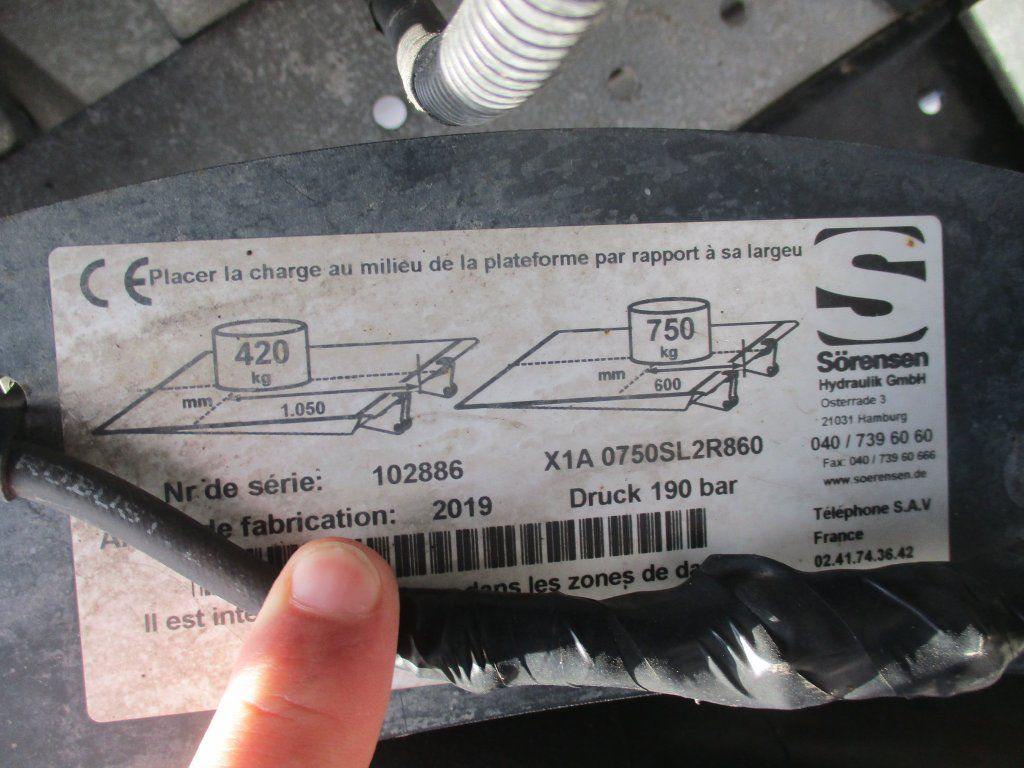 CE Placer la charge au milieu de la plateforme par rapport à sa largeu
420
kg
mm
1.050
750
kg
mm
600
S
Sörensen
Hydraulik GmbH
Osterrade 3
21031 Hamburg
040 / 739 60 60
Fax: 040 / 739 60 666
www.soerensen.de
Téléphone S.A.V
France
02.41.74.36.42
Nr de série: 102886 X1A 0750SL2R860
fabrication: 2019 Druck 190 bar
dans les zones de
Il est